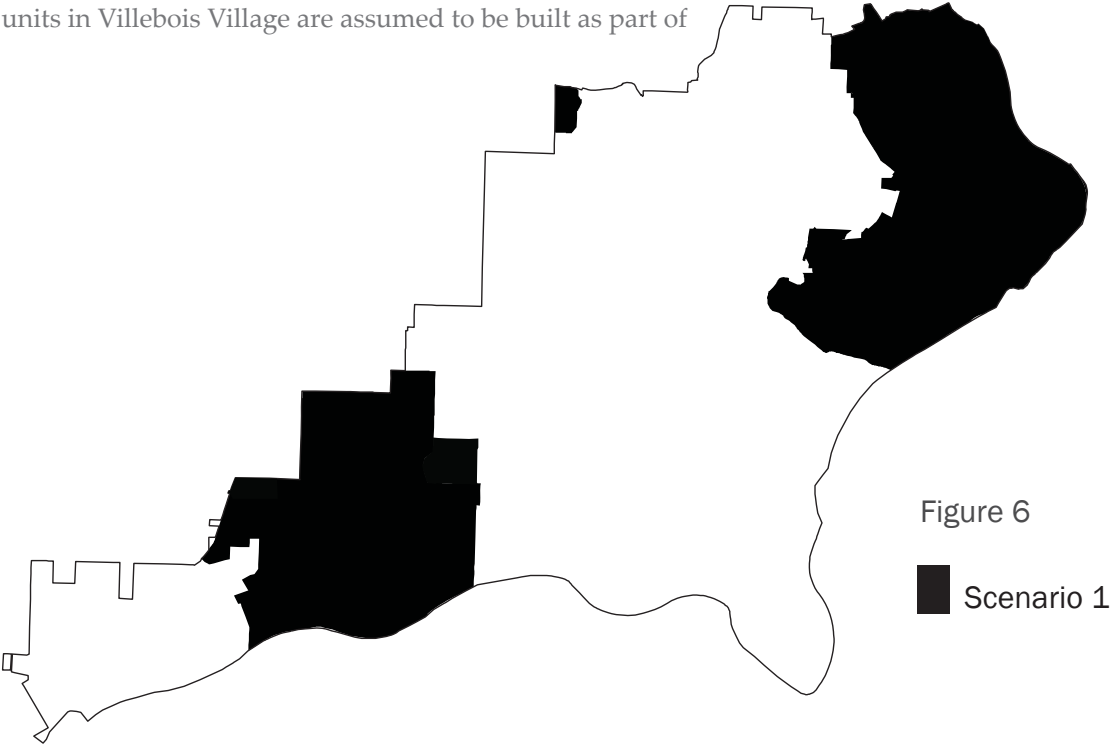 units in Villebois Village are assumed to be built as part of
Figure 6
Scenario 1